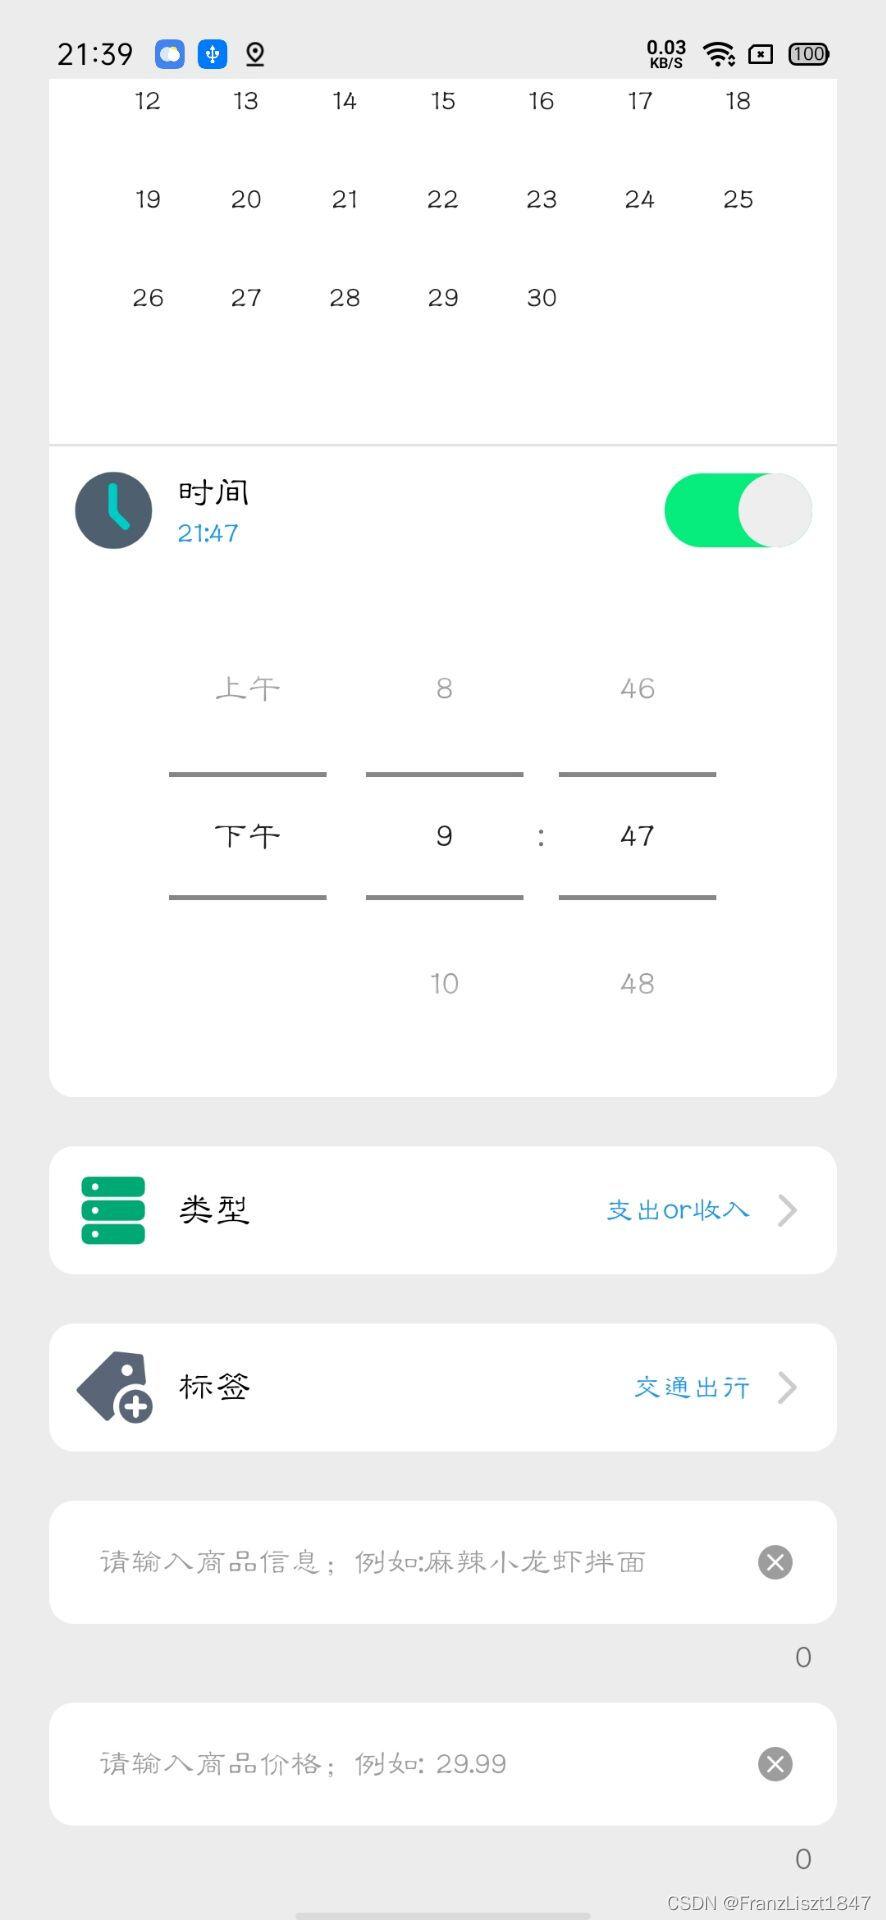 21:39 0.03 KB/S 100
12 13 14 15 16 17 18
19 20 21 22 23 24 25
26 27 28 29 30
时间
21:47
上午 8 46
下午 9 : 47
10 48
类型 支出or收入
标签 交通出行
请输入商品信息；例如:麻辣小龙虾拌面
0
请输入商品价格；例如: 29.99
0
CSDN @FranzLiszt1847